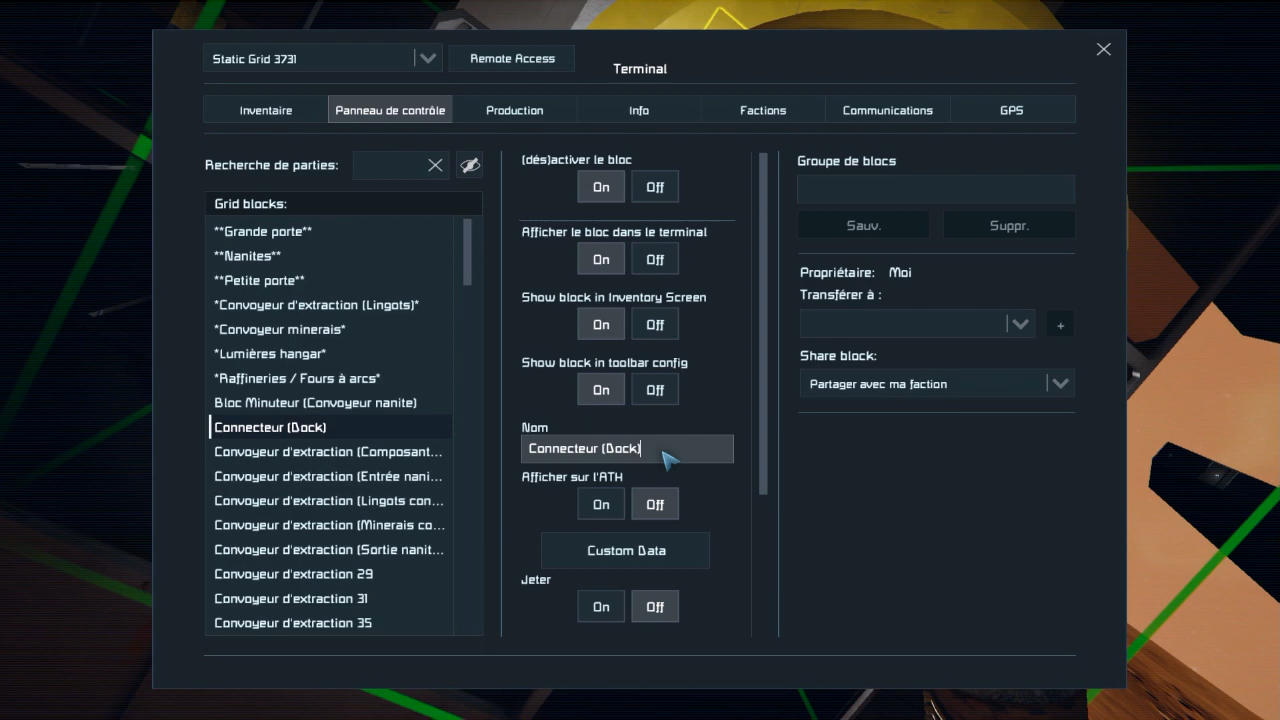 Static Grid 3731
Remote Access
Terminal
Inventaire
Panneau de contrôle
Production
Info
Factions
Communications
GPS
Recherche de parties:
Grid blocks:
**Grande porte**
**Nanites**
**Petite porte**
*Convoyeur d'extraction (Lingots)*
*Convoyeur minerais*
*Lumières hangar*
*Raffineries / Fours à arcs*
Bloc Minuteur (Convoyeur nanite)
Connecteur (Dock)
Convoyeur d'extraction (Composant...
Convoyeur d'extraction (Entrée nani...
Convoyeur d'extraction (Lingots con...
Convoyeur d'extraction (Minerais co...
Convoyeur d'extraction (Sortie nanit...
Convoyeur d'extraction 29
Convoyeur d'extraction 31
Convoyeur d'extraction 35
(dés)activer le bloc
On Off
Afficher le bloc dans le terminal
On Off
Show block in Inventory Screen
On Off
Show block in toolbar config
On Off
Nom
Connecteur (Dock)
Afficher sur l'ATH
On Off
Custom Data
Jeter
On Off
Groupe de blocs
Sauv. Suppr.
Propriétaire: Moi
Transférer à :
+
Share block:
Partager avec ma faction